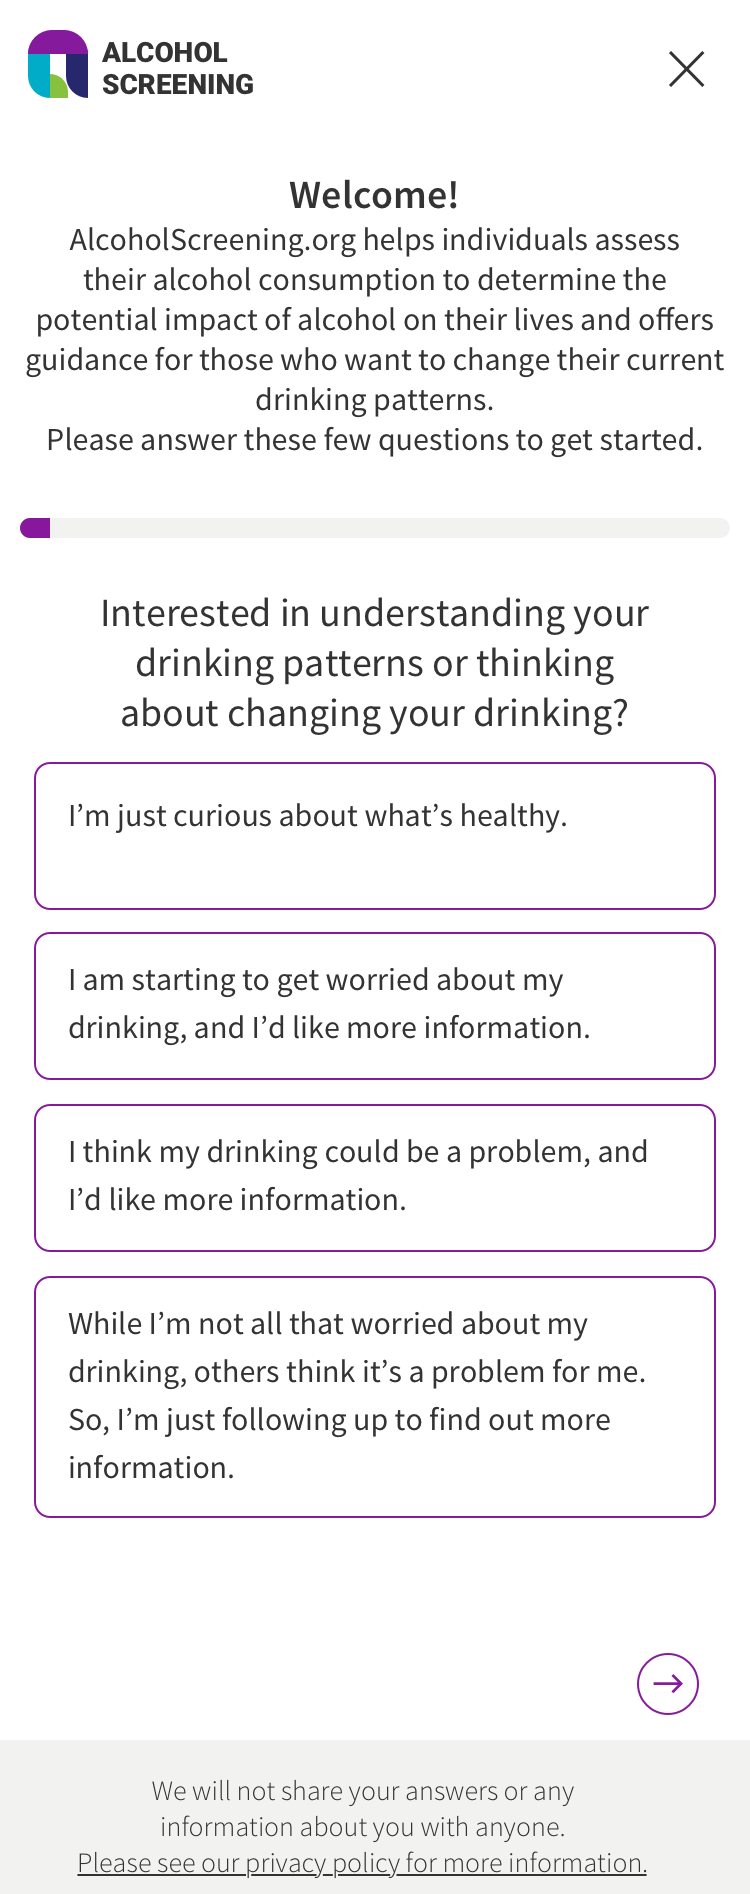 ALCOHOL
SCREENING
Welcome!
AlcoholScreening.org helps individuals assess
their alcohol consumption to determine the
potential impact of alcohol on their lives and offers
guidance for those who want to change their current
drinking patterns.
Please answer these few questions to get started.
Interested in understanding your
drinking patterns or thinking
about changing your drinking?
I’m just curious about what’s healthy.
I am starting to get worried about my
drinking, and I’d like more information.
I think my drinking could be a problem, and
I’d like more information.
While I’m not all that worried about my
drinking, others think it’s a problem for me.
So, I’m just following up to find out more
information.
We will not share your answers or any
information about you with anyone.
Please see our privacy policy for more information.